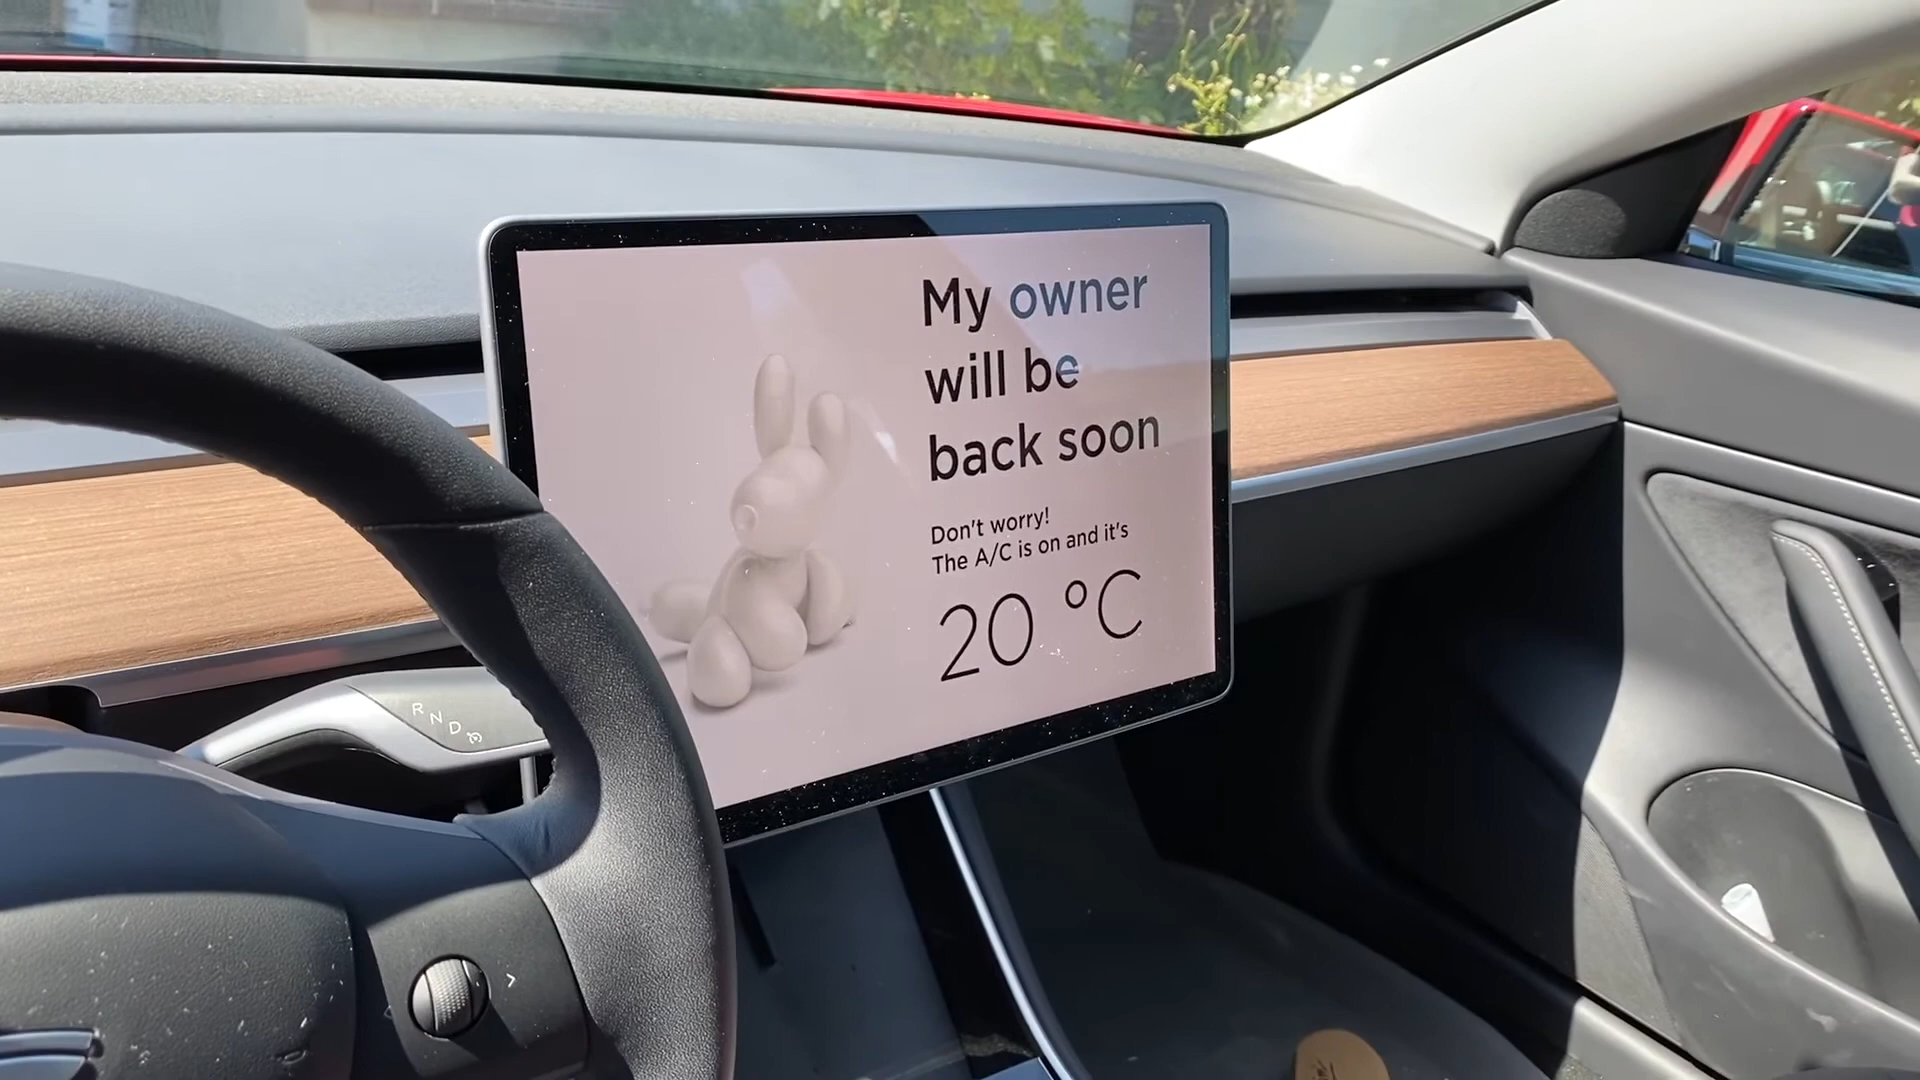 My owner
will be
back soon
Don't worry!
The A/C is on and it's
20 °C
R N D